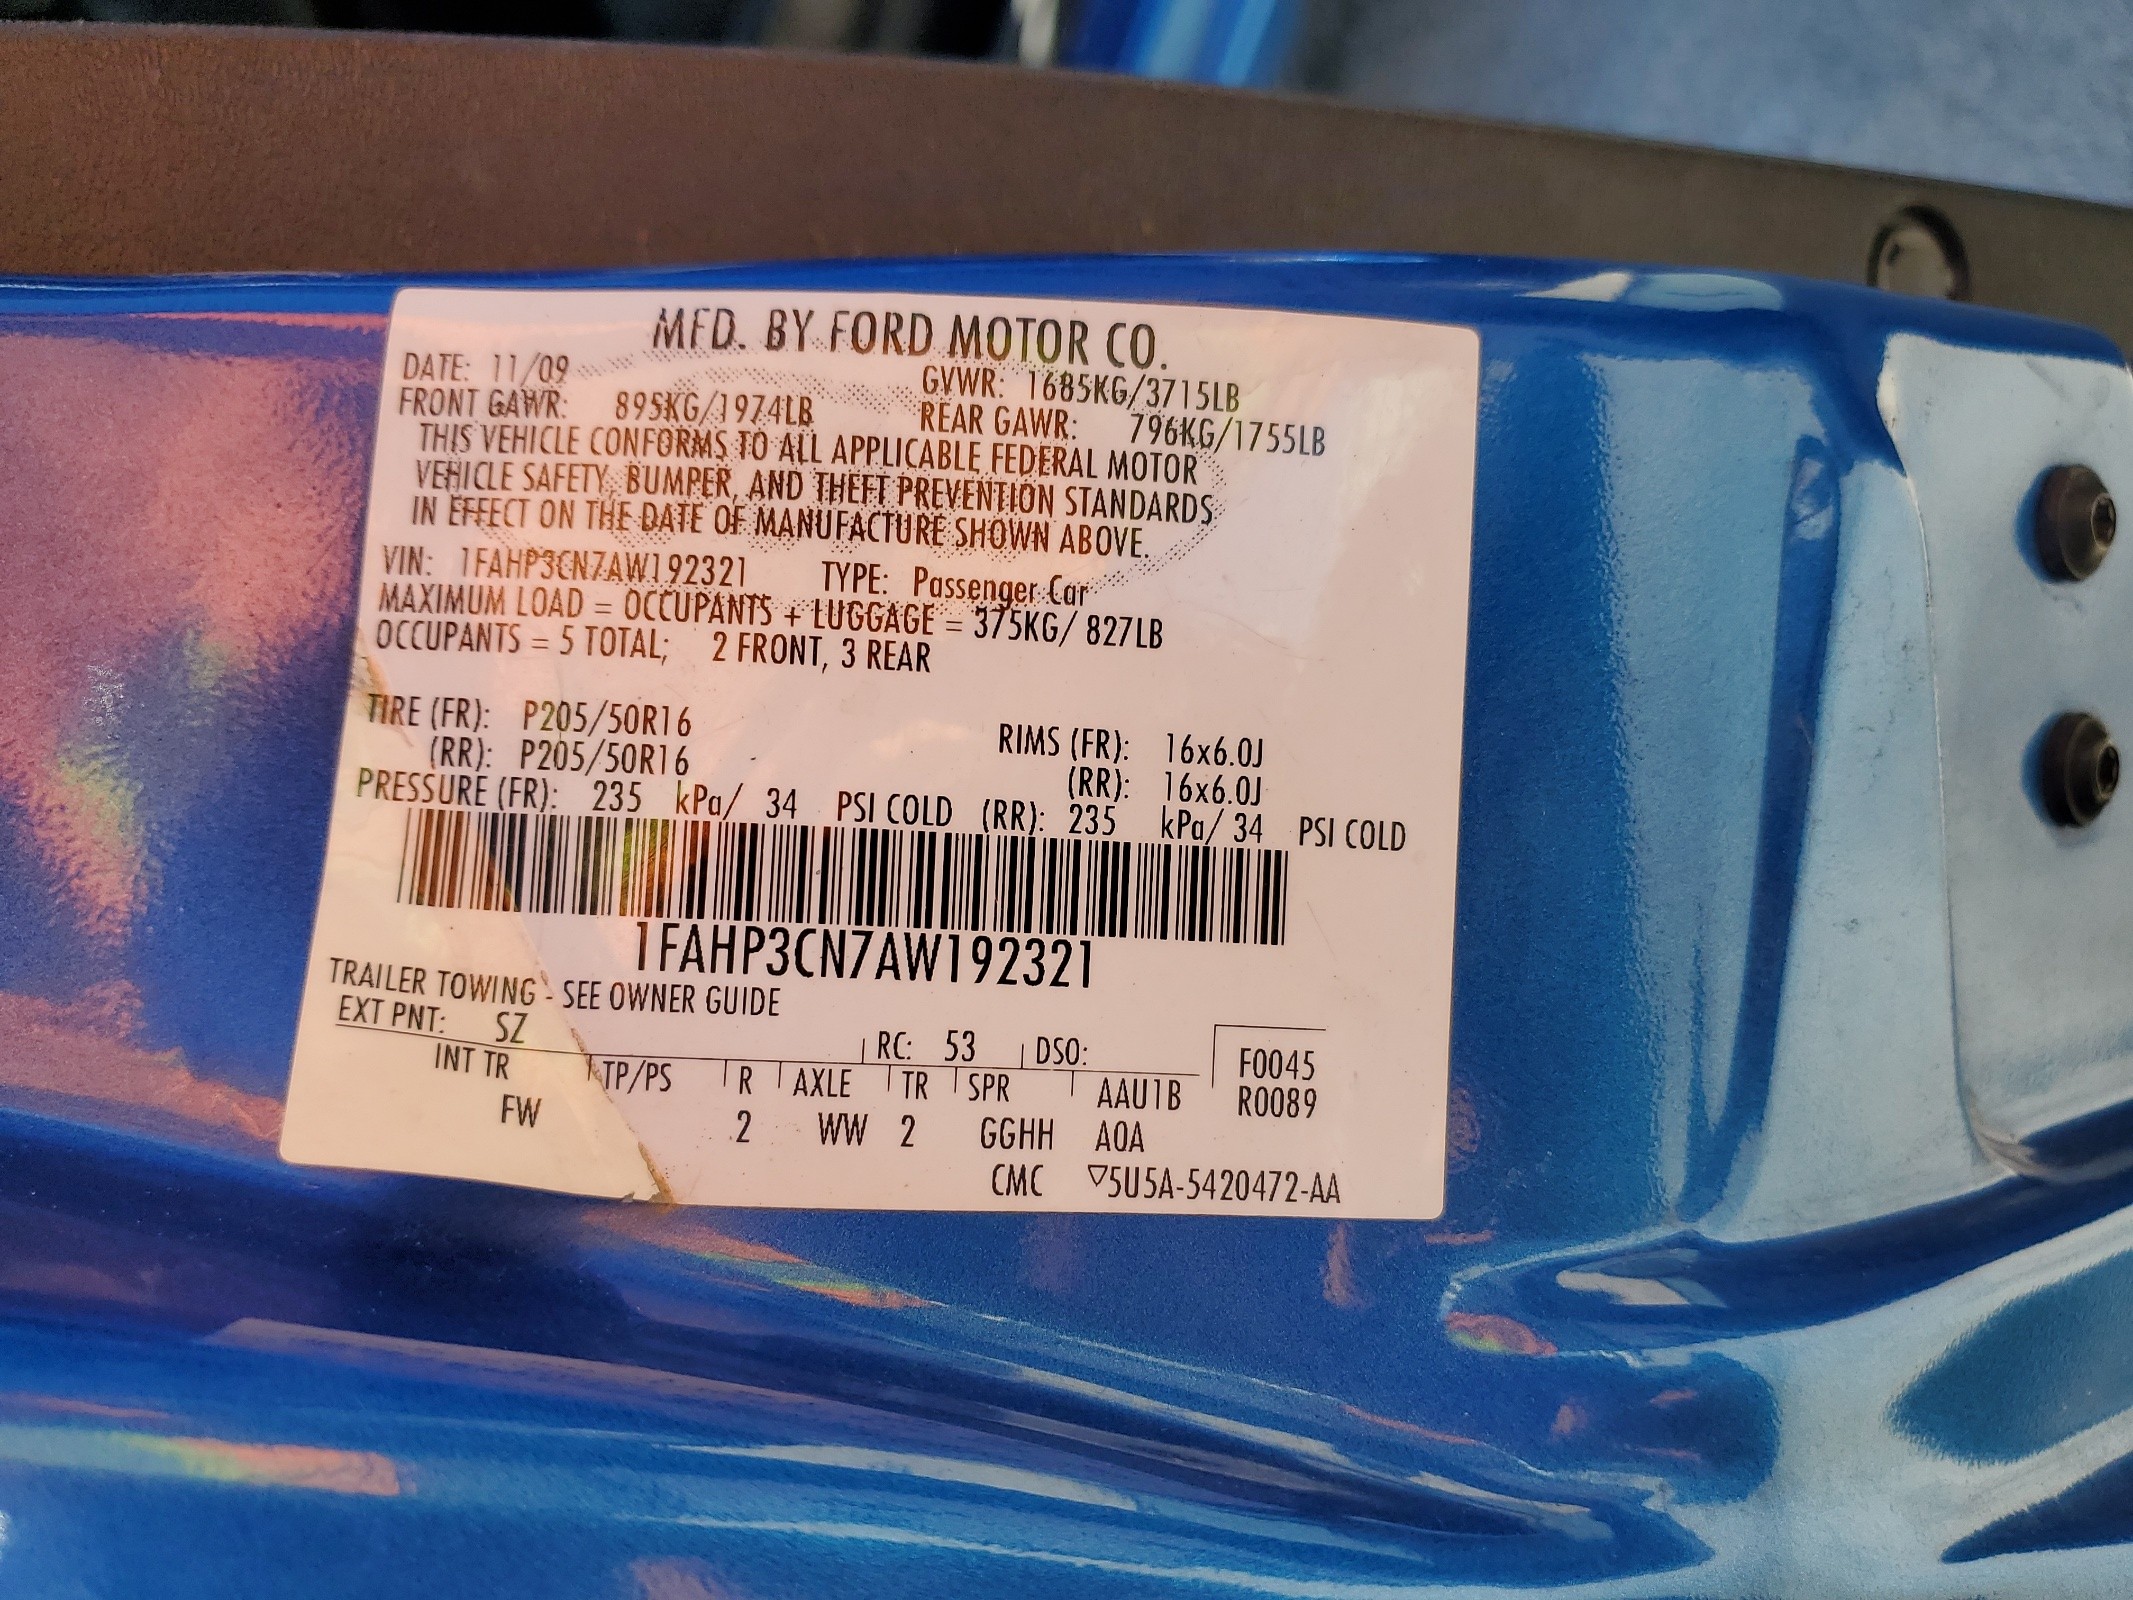 MFD. BY FORD MOTOR CO.
DATE: 11/09 GVWR: 1685KG/3715LB
FRONT GAWR: 895KG/1974LB REAR GAWR: 796KG/1755LB
THIS VEHICLE CONFORMS TO ALL APPLICABLE FEDERAL MOTOR
VEHICLE SAFETY, BUMPER, AND THEFT PREVENTION STANDARDS
IN EFFECT ON THE DATE OF MANUFACTURE SHOWN ABOVE.
VIN: 1FAHP3CN7AW192321 TYPE: Passenger Car
MAXIMUM LOAD = OCCUPANTS + LUGGAGE = 375KG/ 827LB
OCCUPANTS = 5 TOTAL; 2 FRONT, 3 REAR
TIRE (FR): P205/50R16 RIMS (FR): 16x6.0J
(RR): P205/50R16 (RR): 16x6.0J
PRESSURE (FR): 235 kPa/ 34 PSI COLD (RR): 235 kPa/ 34 PSI COLD
1FAHP3CN7AW192321
TRAILER TOWING - SEE OWNER GUIDE
EXT PNT: SZ RC: 53 DSO: F0045
INT TR TP/PS R AXLE TR SPR AAU1B R0089
FW 2 WW 2 GGHH AQA
CMC ▽5U5A-5420472-AA